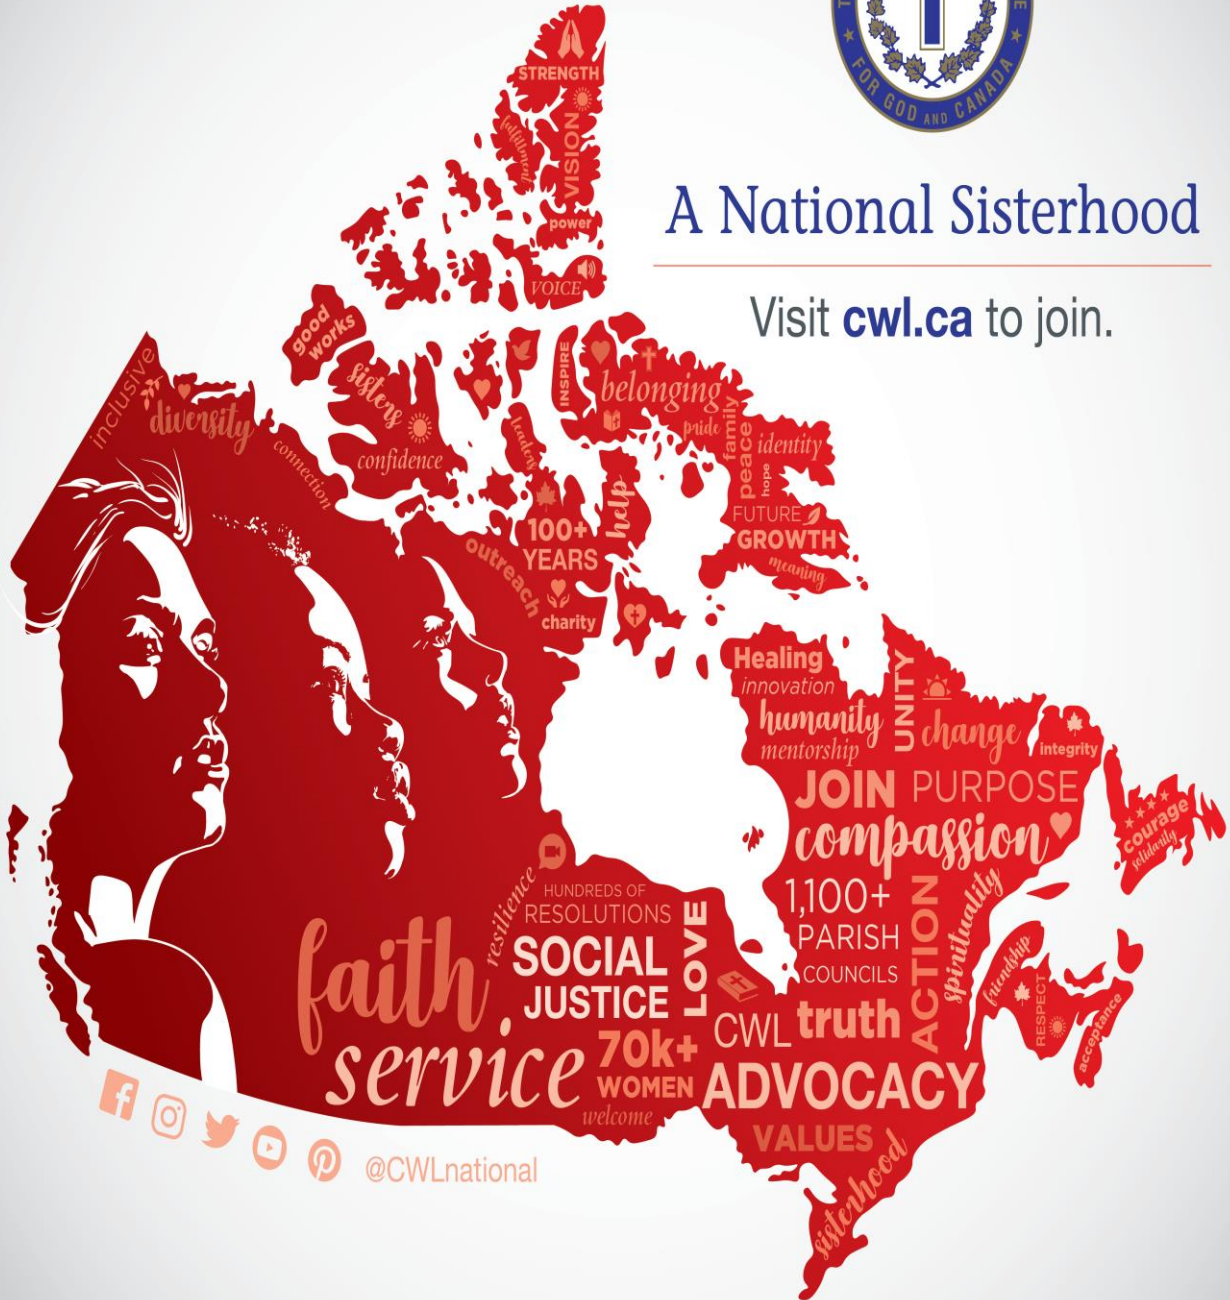 FOR GOD AND CANADA
A National Sisterhood
Visit cwl.ca to join.
STRENGTH
fulfillment
VISION
power
VOICE
good
works
inclusive
diversity
connection
sisters
confidence
leaders
INSPIRE
belonging
pride
family
peace
hope
identity
FUTURE
GROWTH
meaning
100+
YEARS
help
outreach
charity
Healing
innovation
humanity
mentorship
UNITY
change
integrity
JOIN PURPOSE
compassion
courage
solidarity
1,100+
PARISH
COUNCILS
ACTION
spirituality
friendship
RESPECT
acceptance
resilience
HUNDREDS OF
RESOLUTIONS
SOCIAL
JUSTICE
LOVE
faith
service
70k+
WOMEN
welcome
CWL truth
ADVOCACY
VALUES
sisterhood
@CWLnational